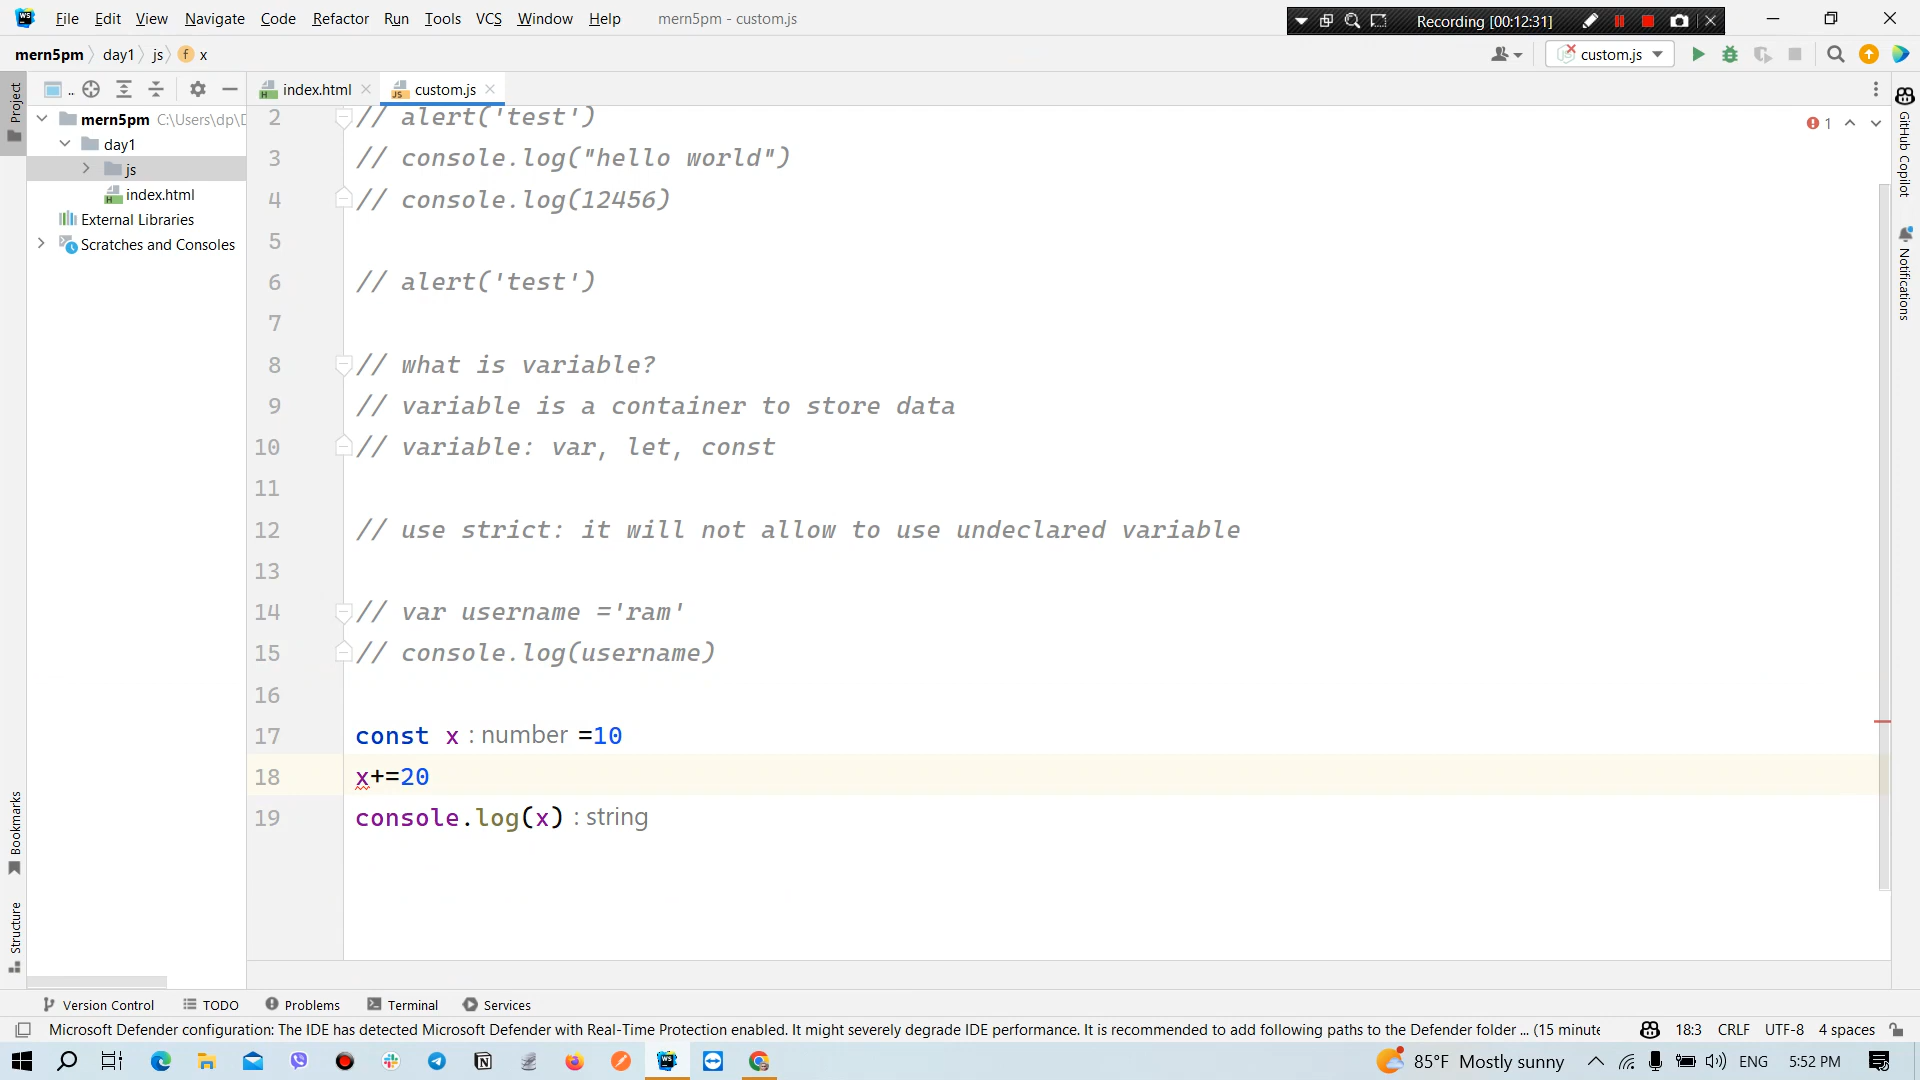 File Edit View Navigate Code Refactor Run Tools VCS Window Help mern5pm - custom.js
Recording [00:12:31]
mern5pm day1 js f x
custom.js
Project
index.html custom.js
mern5pm C:\Users\dp\D
day1
js
index.html
External Libraries
Scratches and Consoles
2 // alert('test')
3 // console.log("hello world")
4 // console.log(12456)
5
6 // alert('test')
7
8 // what is variable?
9 // variable is a container to store data
10 // variable: var, let, const
11
12 // use strict: it will not allow to use undeclared variable
13
14 // var username ='ram'
15 // console.log(username)
16
17 const x : number =10
18 x+=20
19 console.log(x) : string
1
GitHub Copilot
Notifications
Bookmarks
Structure
Version Control TODO Problems Terminal Services
Microsoft Defender configuration: The IDE has detected Microsoft Defender with Real-Time Protection enabled. It might severely degrade IDE performance. It is recommended to add following paths to the Defender folder ... (15 minute 18:3 CRLF UTF-8 4 spaces
85°F Mostly sunny ENG 5:52 PM